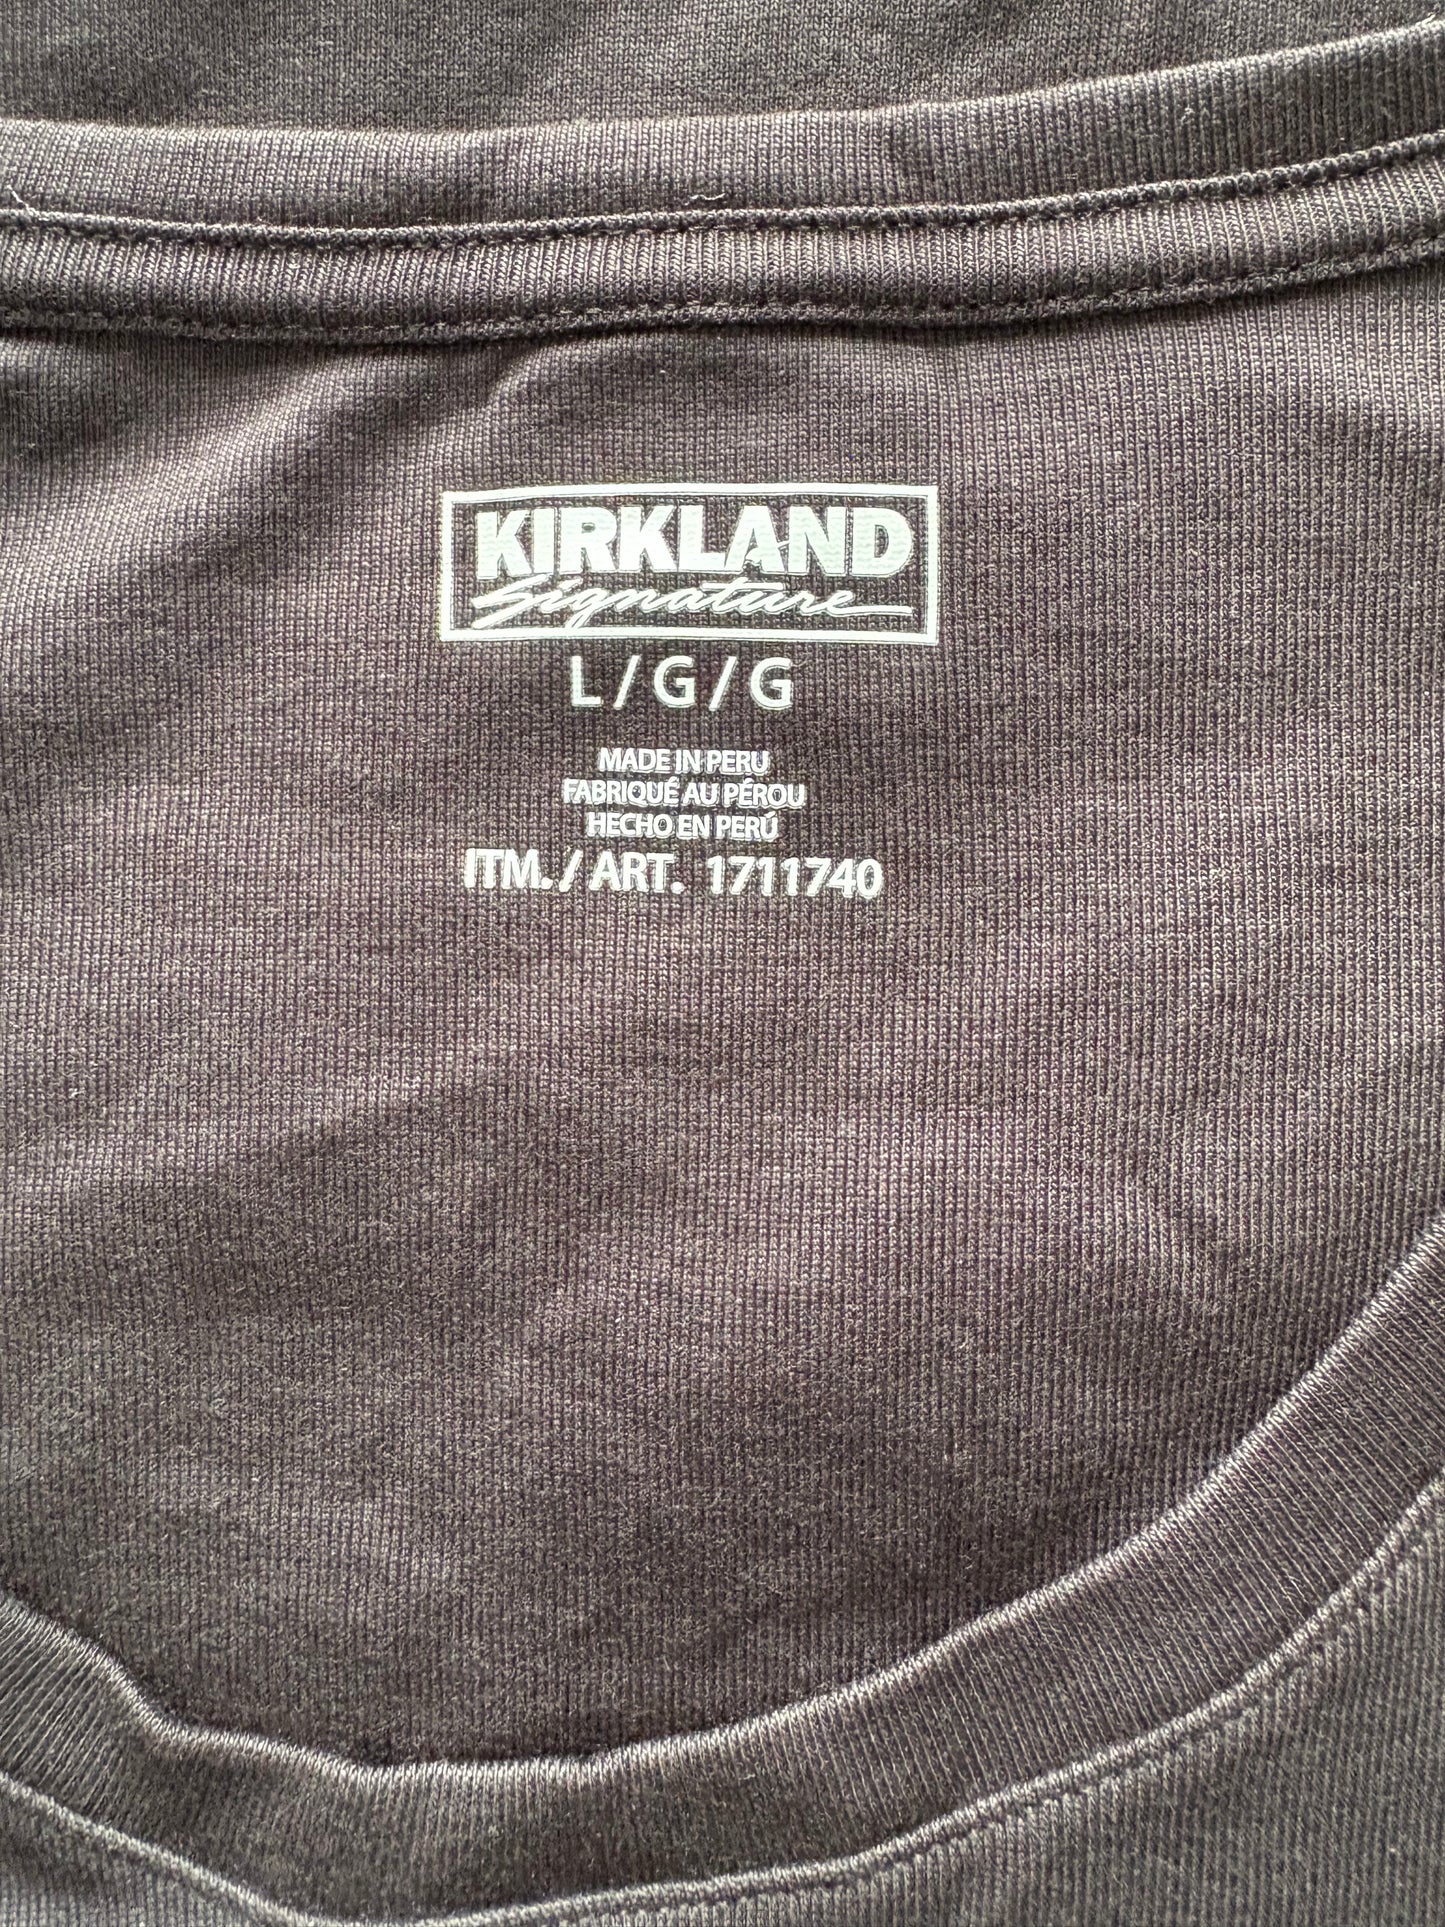 KIRKLAND
Signature
L / G / G
MADE IN PERU
FABRIQUÉ AU PÉROU
HECHO EN PERÚ
ITM. / ART. 1711740